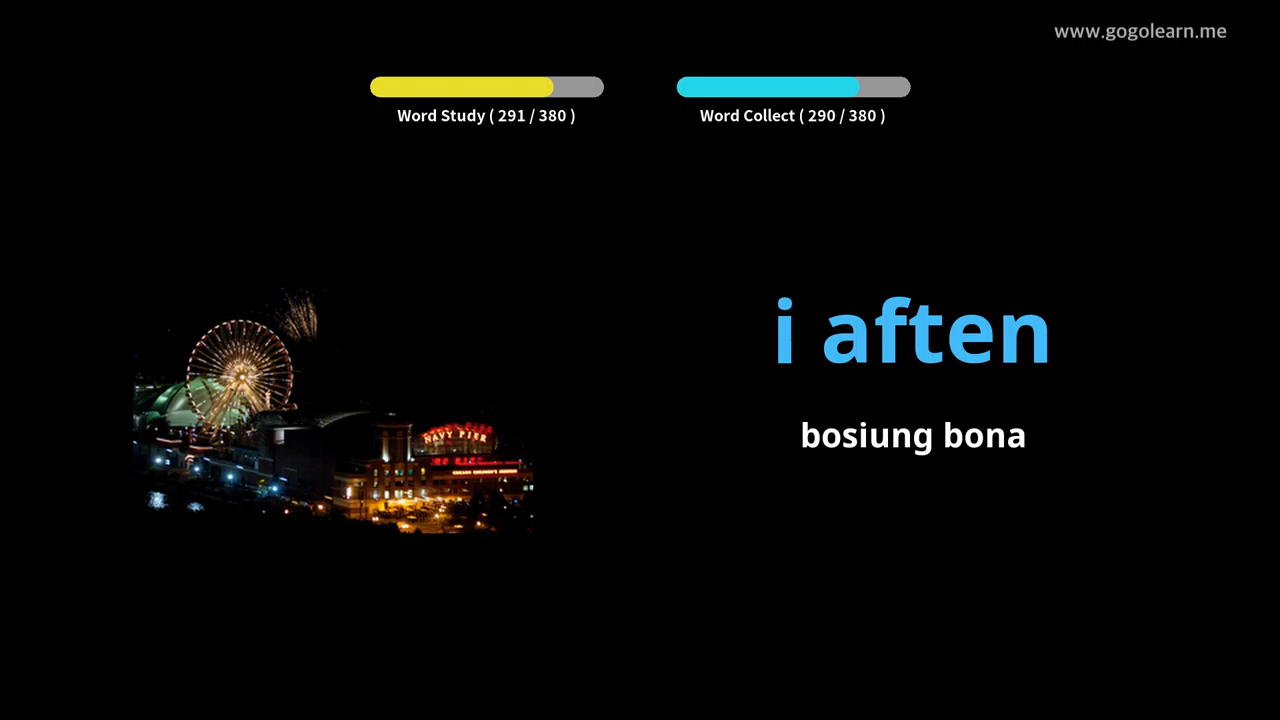 www.gogolearn.me
Word Study ( 291 / 380 )
Word Collect ( 290 / 380 )
i aften
bosiung bona
NAVY PIER